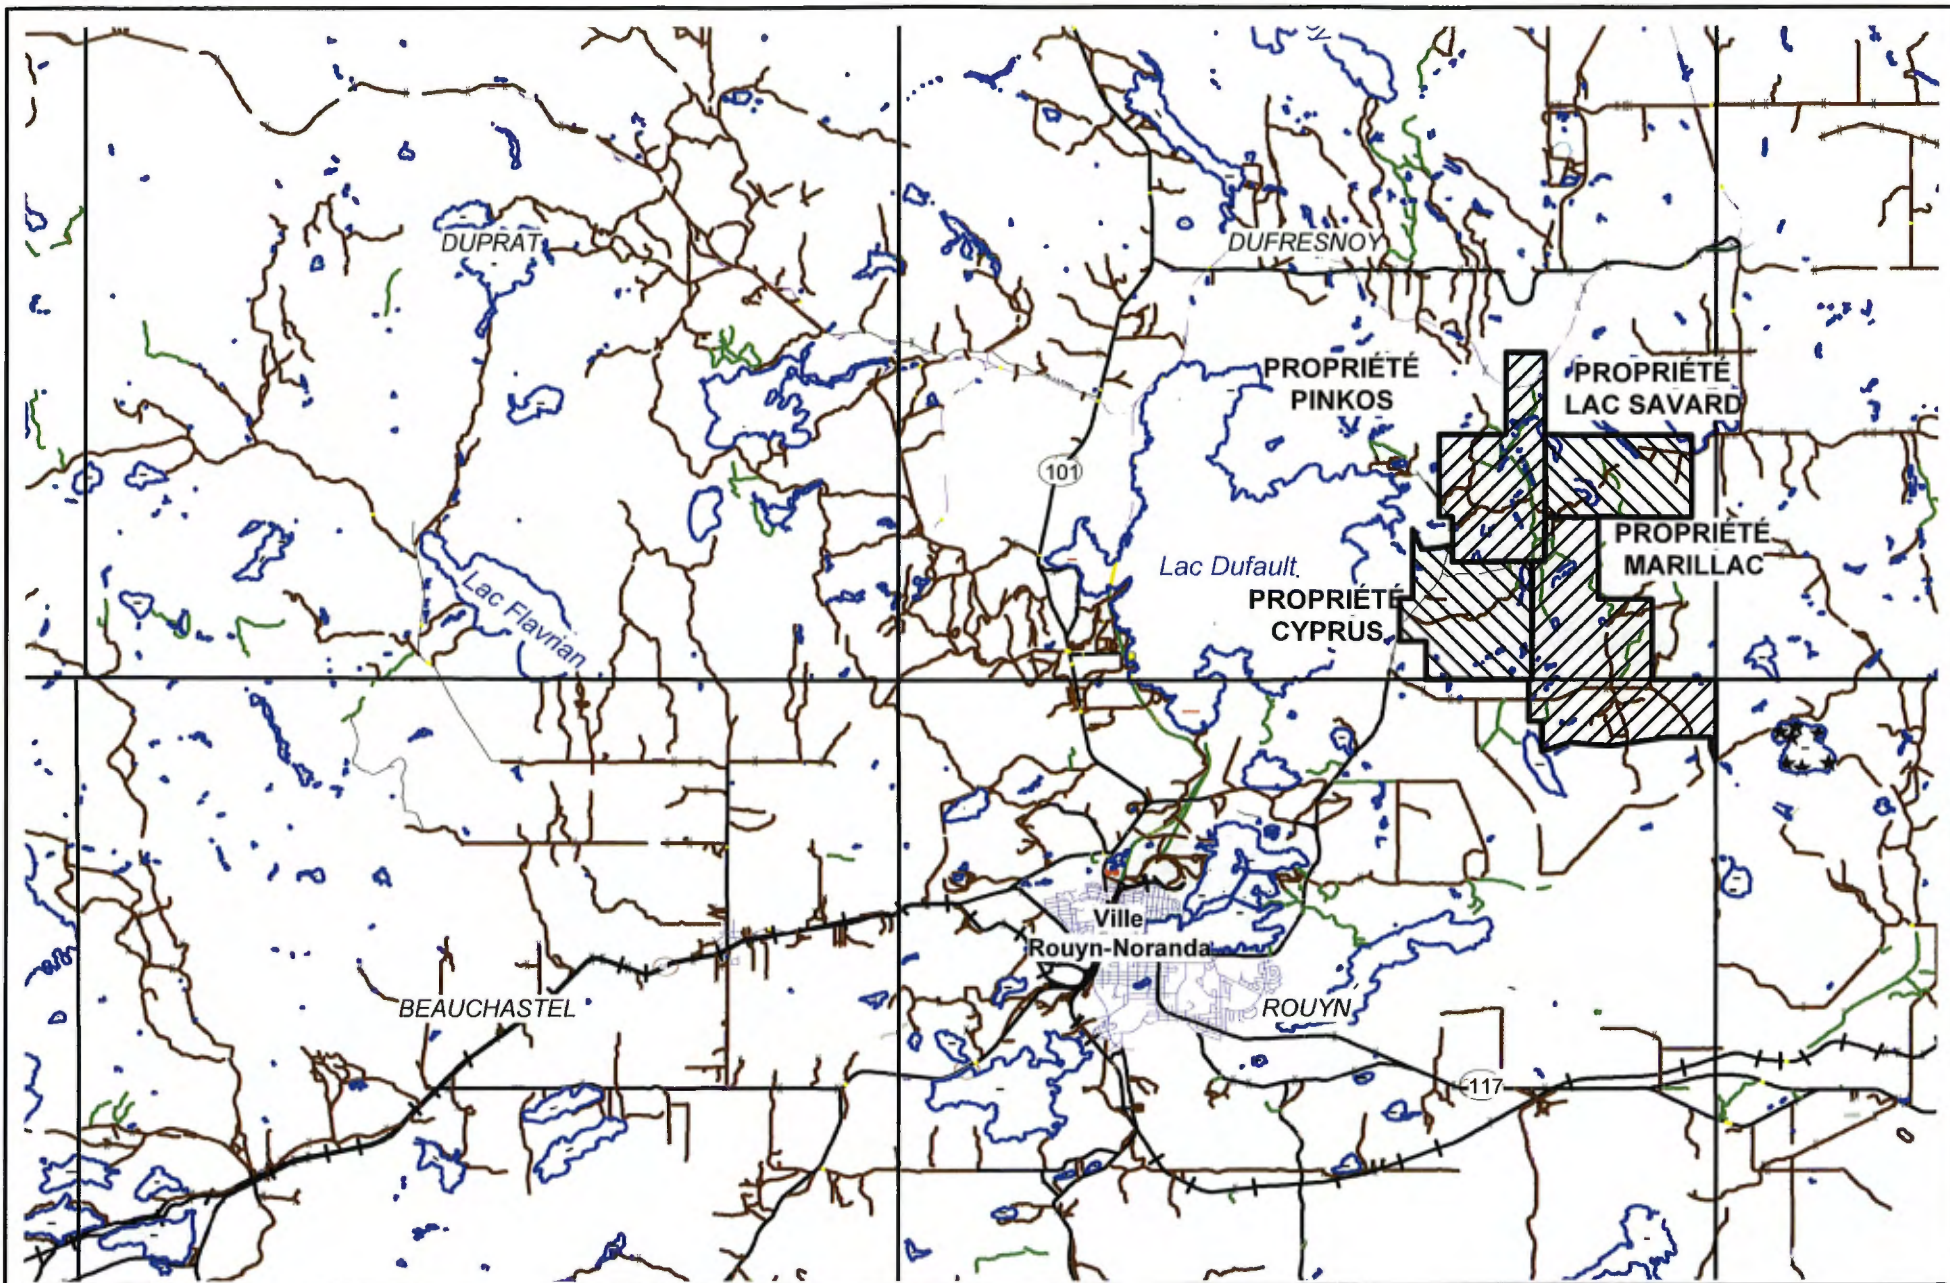 DUPRAT
DUFRESNOY
PROPRIÉTÉ
PINKOS
PROPRIÉTÉ
LAC SAVARD
101
PROPRIÉTÉ
MARILLAC
Lac Dufault
PROPRIÉTÉ
CYPRUS
Lac Flavrian
Ville
Rouyn-Noranda
BEAUCHASTEL
ROUYN
117